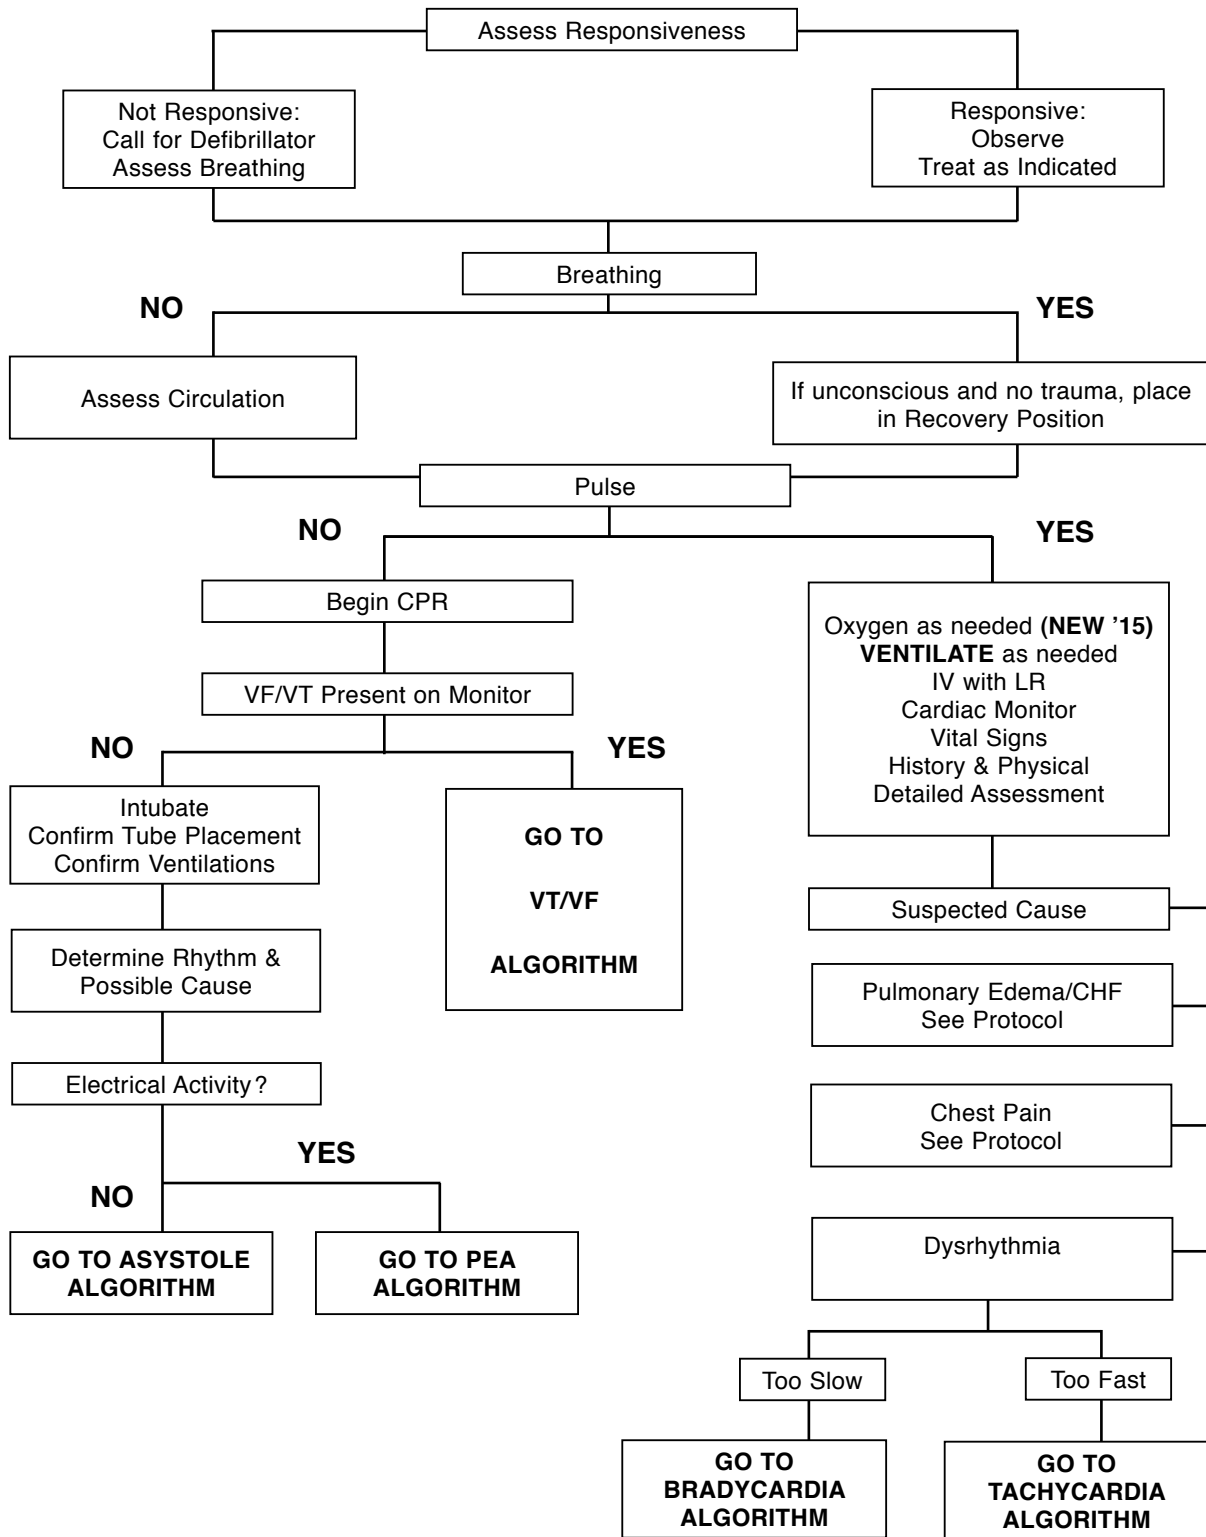 Assess Responsiveness
Not Responsive:
Call for Defibrillator
Assess Breathing
Responsive:
Observe
Treat as Indicated
Breathing
NO
YES
Assess Circulation
If unconscious and no trauma, place
in Recovery Position
Pulse
NO
YES
Begin CPR
VF/VT Present on Monitor
NO
YES
Intubate
Confirm Tube Placement
Confirm Ventilations
GO TO
VT/VF
ALGORITHM
Determine Rhythm &
Possible Cause
Electrical Activity?
YES
NO
GO TO ASYSTOLE
ALGORITHM
GO TO PEA
ALGORITHM
Oxygen as needed (NEW ’15)
VENTILATE as needed
IV with LR
Cardiac Monitor
Vital Signs
History & Physical
Detailed Assessment
Suspected Cause
Pulmonary Edema/CHF
See Protocol
Chest Pain
See Protocol
Dysrhythmia
Too Slow
Too Fast
GO TO
BRADYCARDIA
ALGORITHM
GO TO
TACHYCARDIA
ALGORITHM